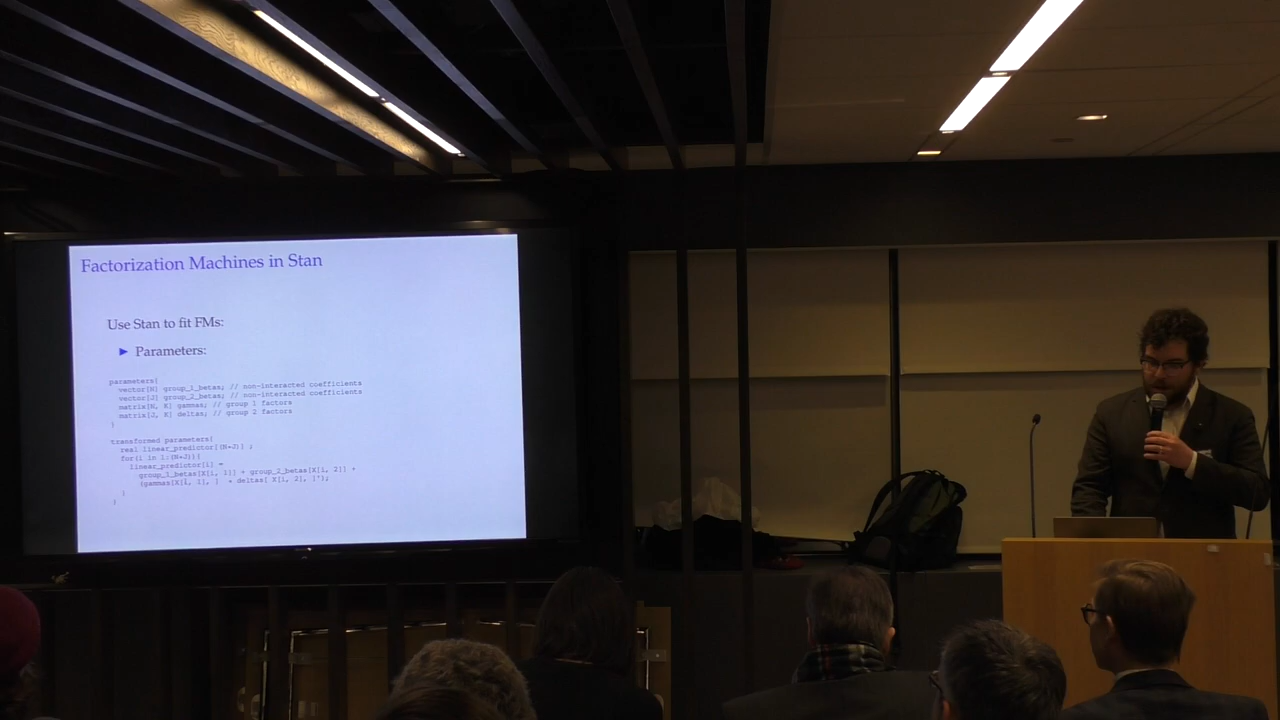 Factorization Machines in Stan
Use Stan to fit FMs:
Parameters:
parameters{
vector[N] group_1_betas; // non-interacted coefficients
vector[J] group_2_betas; // non-interacted coefficients
matrix[N, K] gammas; // group 1 factors
matrix[J, K] deltas; // group 2 factors
}
transformed parameters{
real linear_predictor[(N*J)] ;
for(i in 1:(N*J)){
linear_predictor[i] =
group_1_betas[X[i, 1]] + group_2_betas[X[i, 2]] +
(gammas[X[i, 1], ] * deltas[ X[i, 2], ]');
}
}